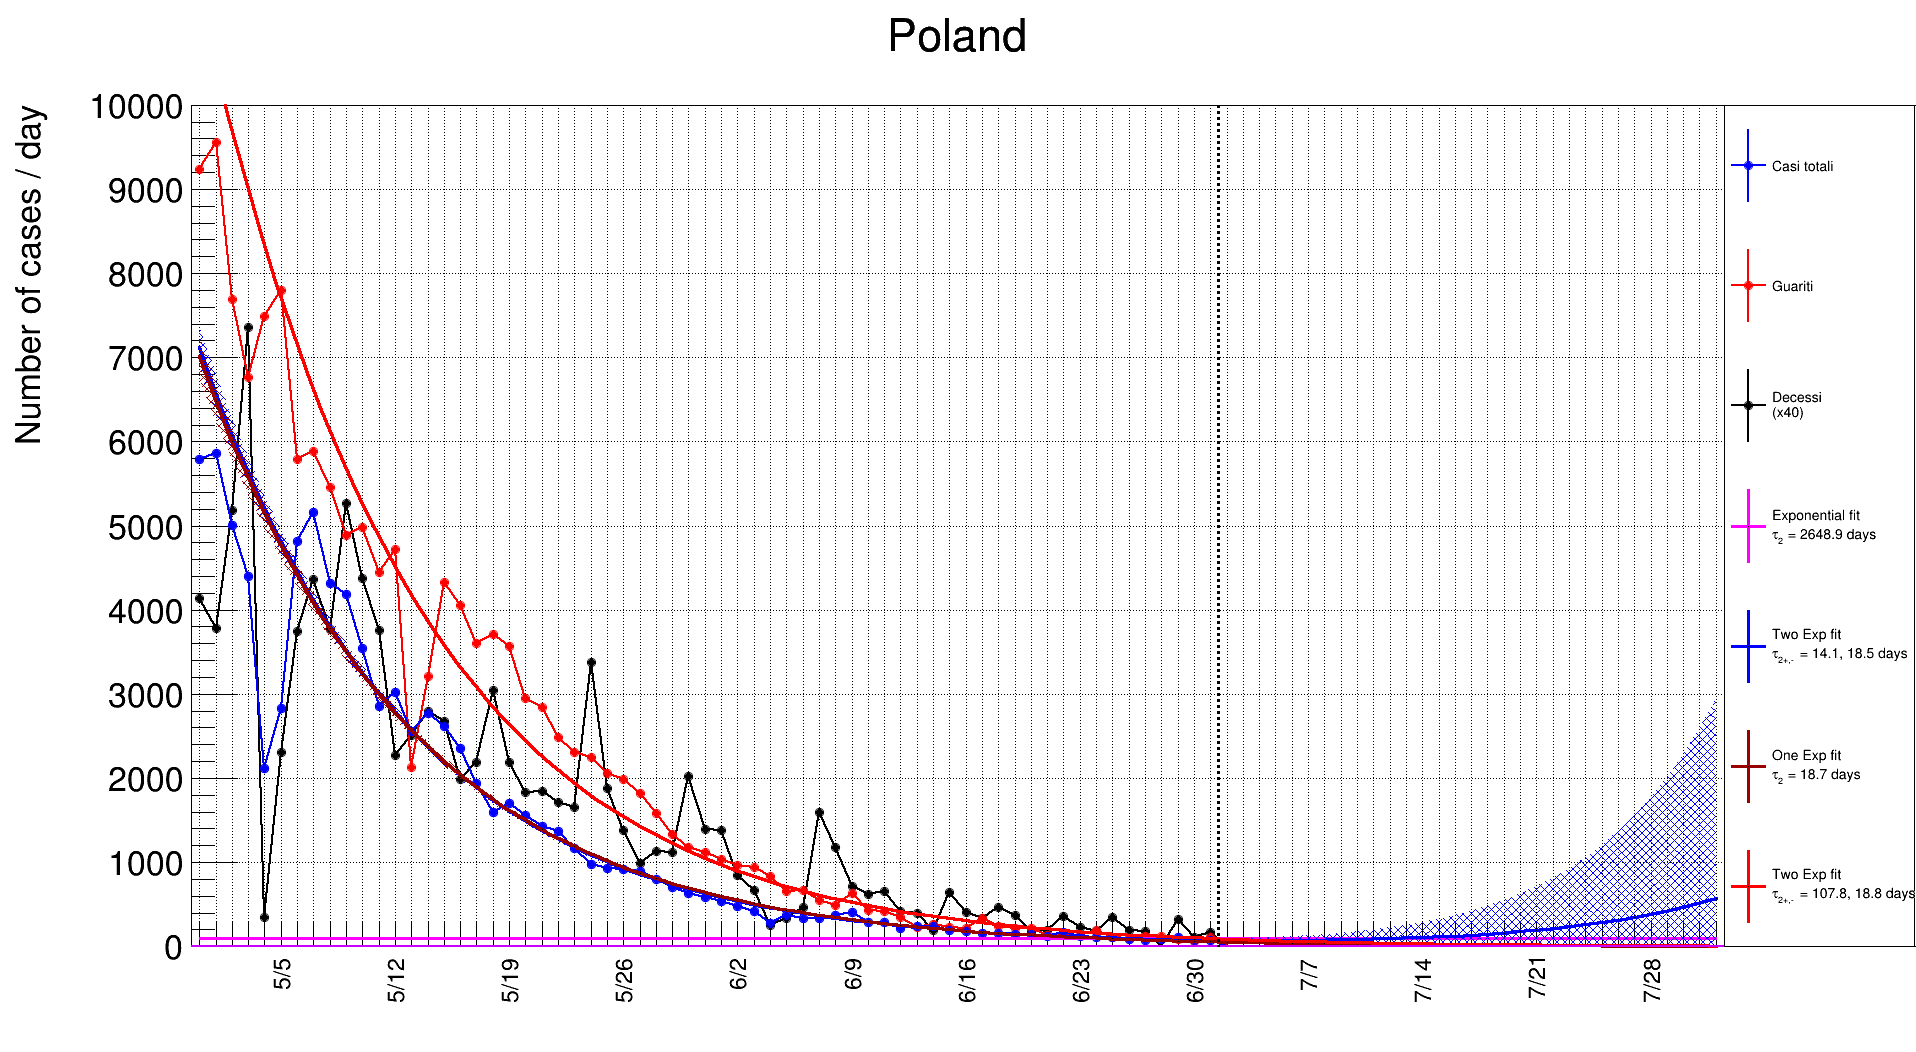 Poland
Number of cases / day
10000
9000
8000
7000
6000
5000
4000
3000
2000
1000
0
5/5
5/12
5/19
5/26
6/2
6/9
6/16
6/23
6/30
7/7
7/14
7/21
7/28
Casi totali
Guariti
Decessi
(x40)
Exponential fit
τ2 = 2648.9 days
Two Exp fit
τ2+,- = 14.1, 18.5 days
One Exp fit
τ2 = 18.7 days
Two Exp fit
τ2+,- = 107.8, 18.8 days